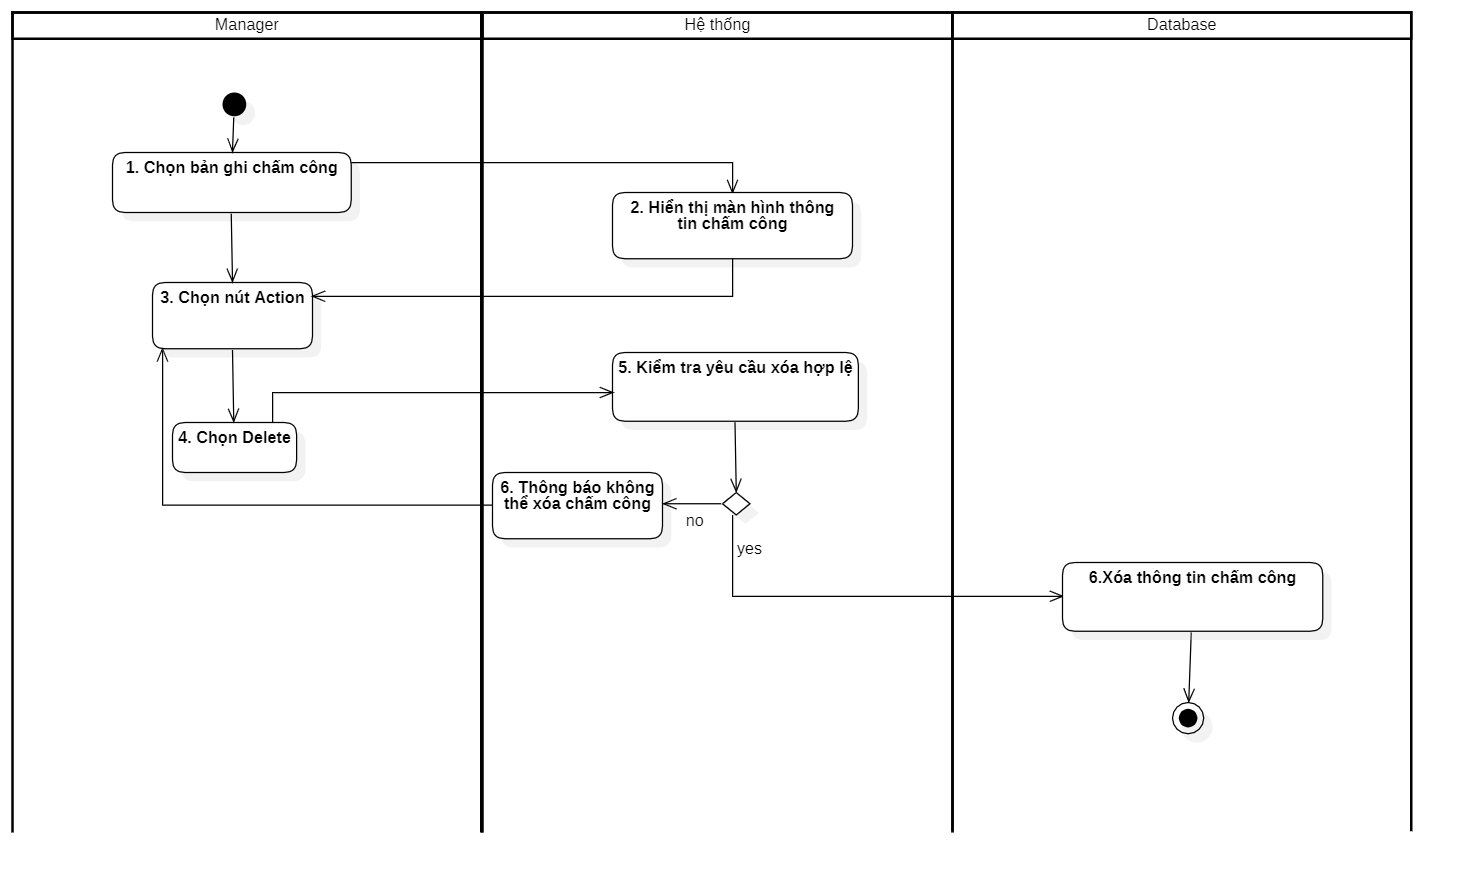 Manager
Hệ thống
Database
1. Chọn bản ghi chấm công
2. Hiển thị màn hình thông
tin chấm công
3. Chọn nút Action
5. Kiểm tra yêu cầu xóa hợp lệ
4. Chọn Delete
6. Thông báo không
thể xóa chấm công
no
yes
6.Xóa thông tin chấm công